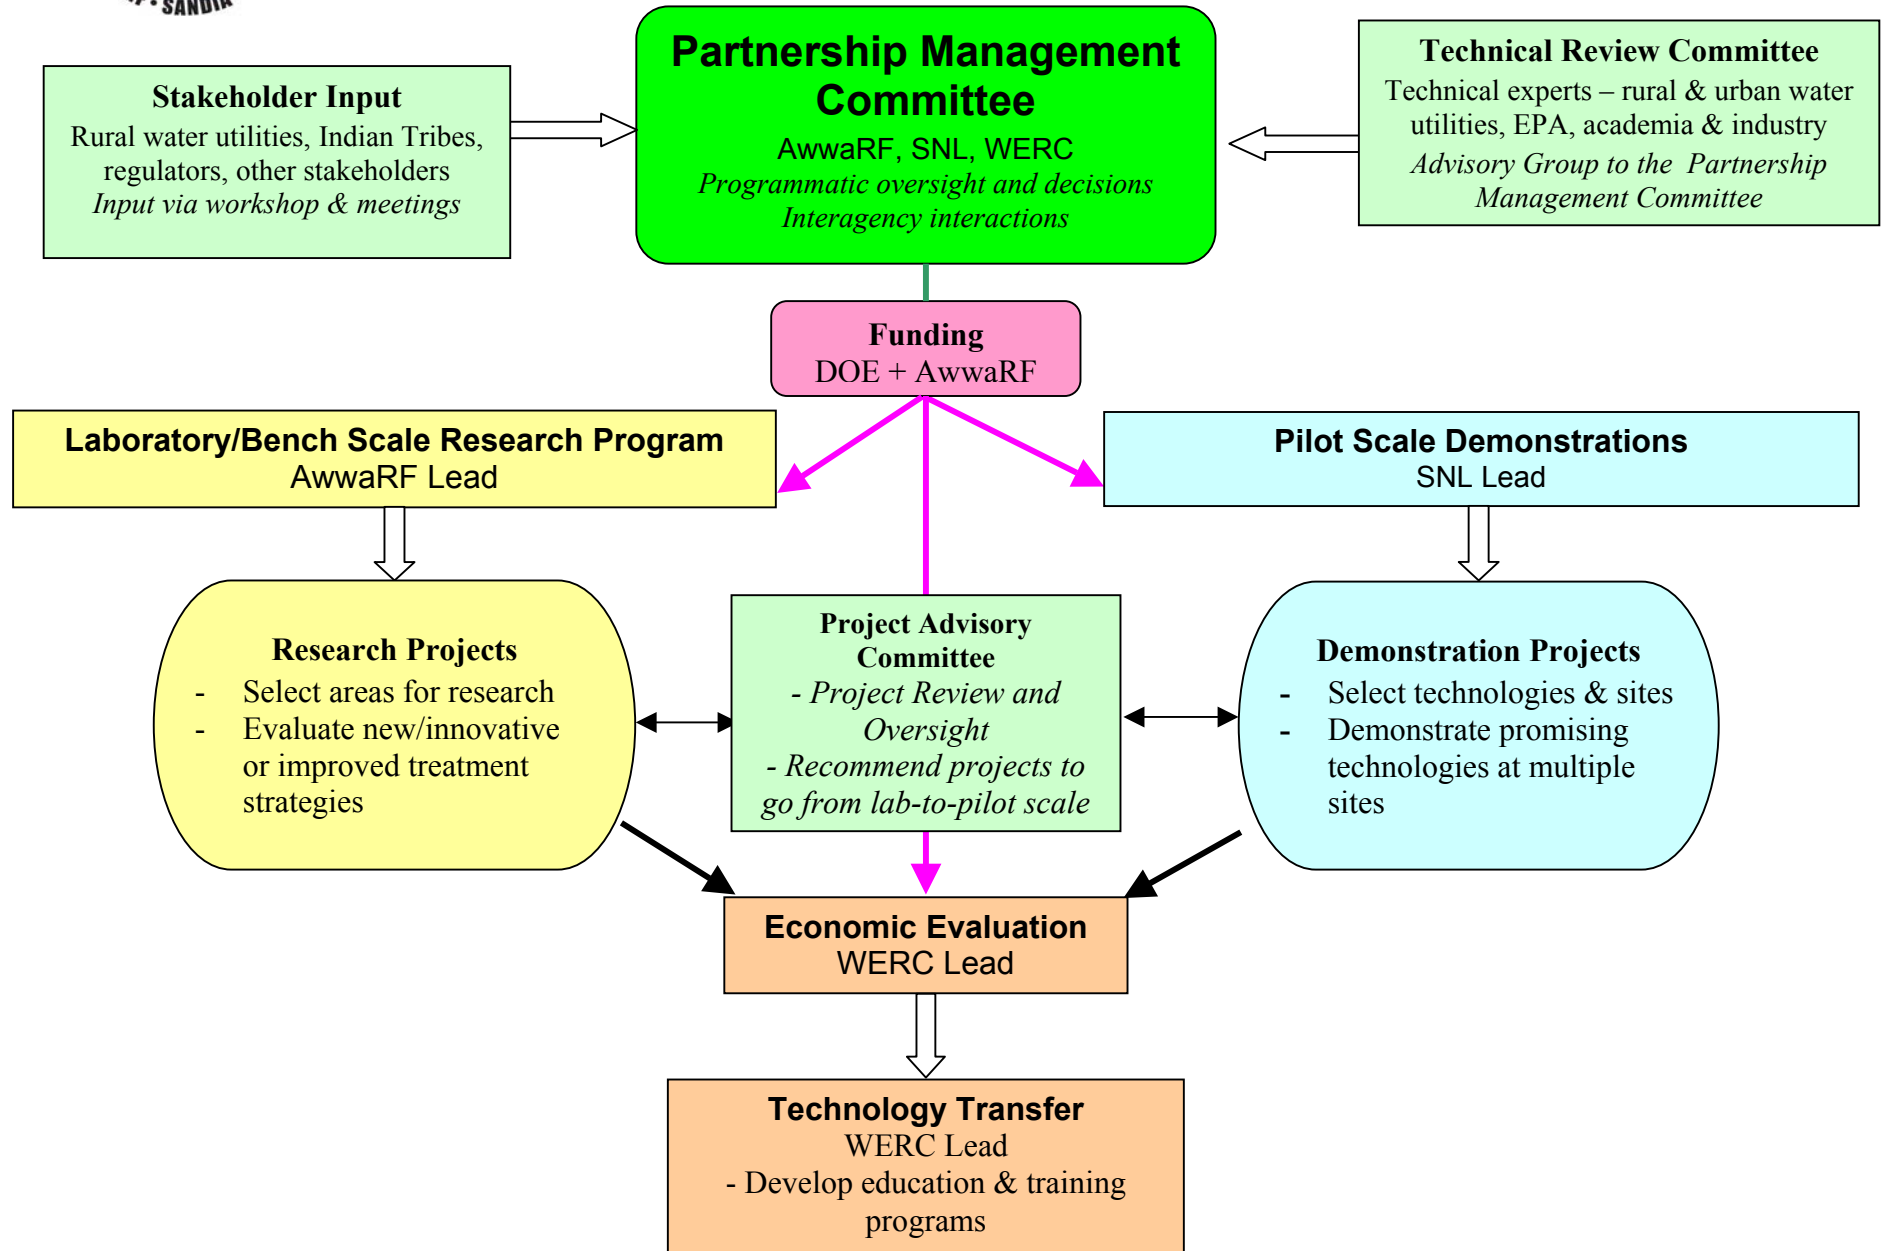 SANDIA
Partnership Management
Committee
AwwaRF, SNL, WERC
Programmatic oversight and decisions
Interagency interactions
Stakeholder Input
Rural water utilities, Indian Tribes,
regulators, other stakeholders
Input via workshop & meetings
Technical Review Committee
Technical experts – rural & urban water
utilities, EPA, academia & industry
Advisory Group to the Partnership
Management Committee
Funding
DOE + AwwaRF
Laboratory/Bench Scale Research Program
AwwaRF Lead
Pilot Scale Demonstrations
SNL Lead
Research Projects
- Select areas for research
- Evaluate new/innovative
or improved treatment
strategies
Project Advisory
Committee
- Project Review and
Oversight
- Recommend projects to
go from lab-to-pilot scale
Demonstration Projects
- Select technologies & sites
- Demonstrate promising
technologies at multiple
sites
Economic Evaluation
WERC Lead
Technology Transfer
WERC Lead
- Develop education & training
programs